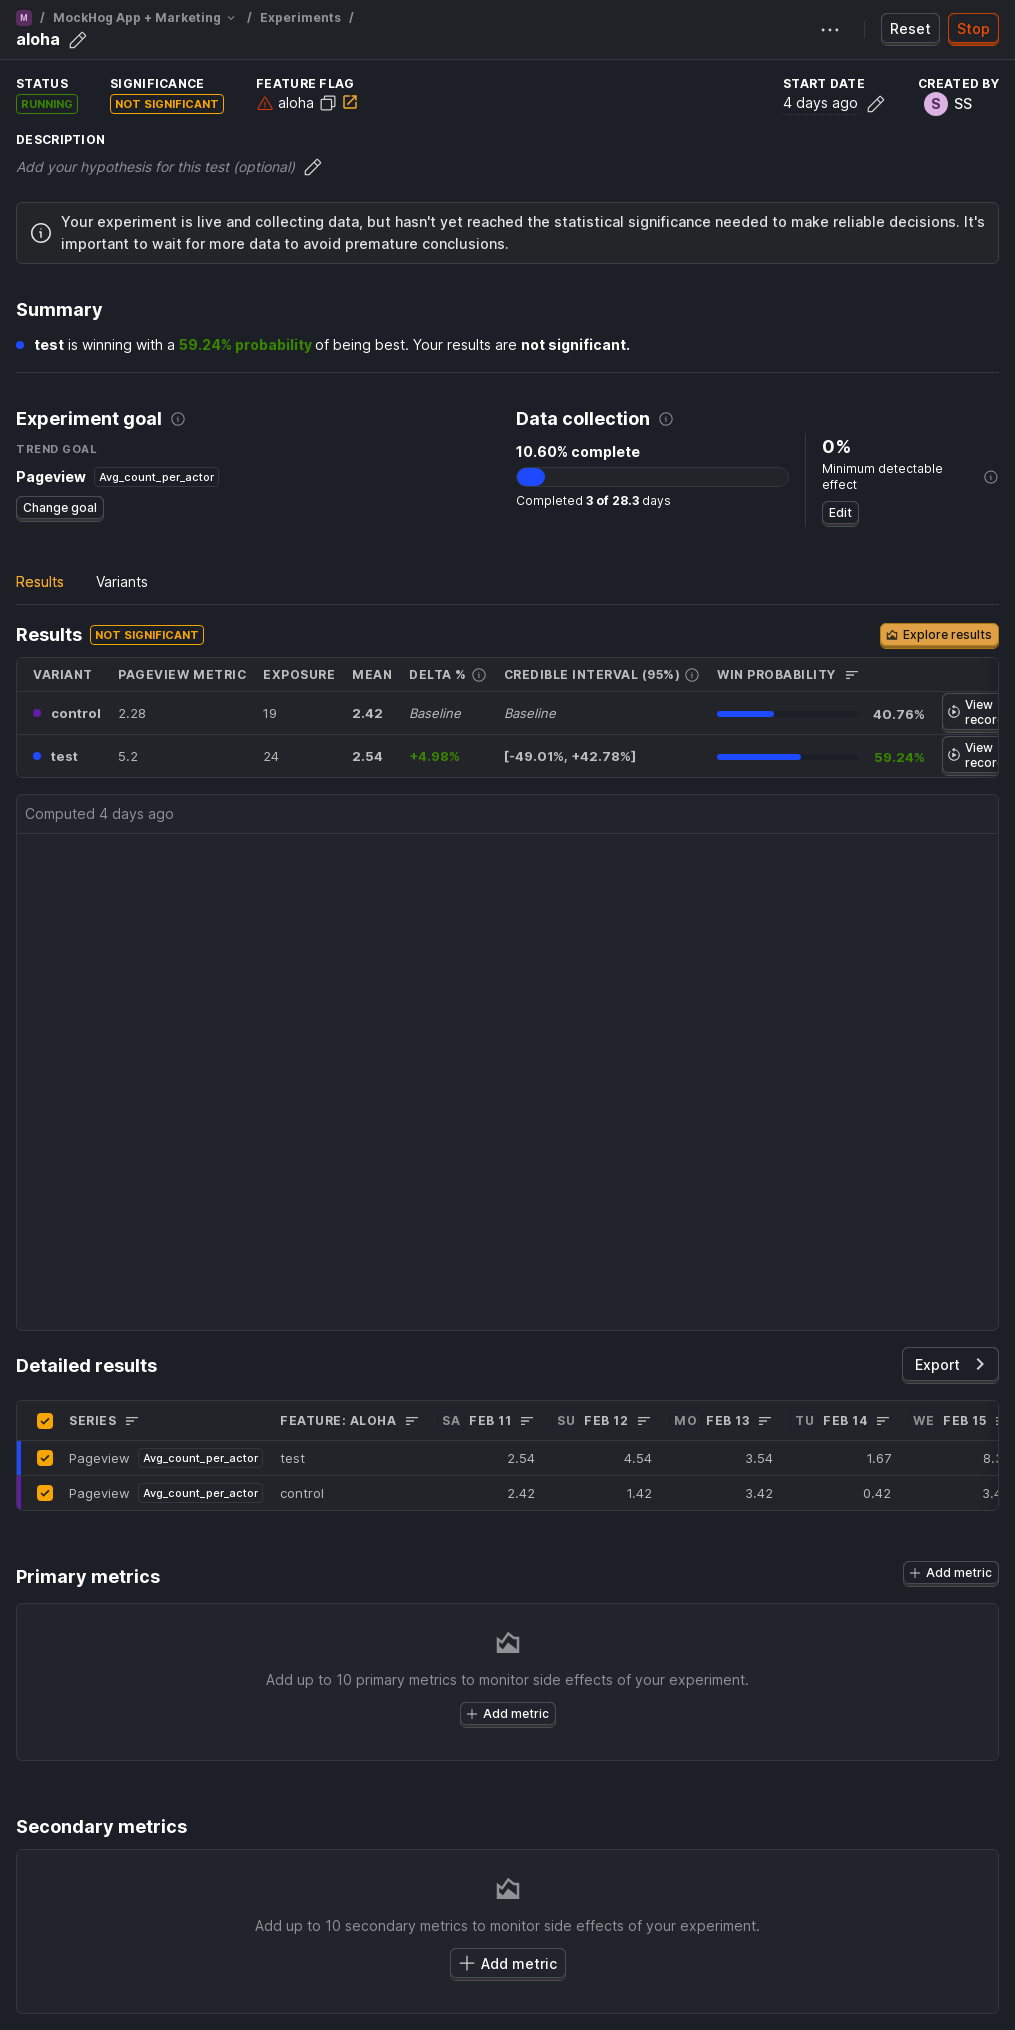 M / MockHog App + Marketing / Experiments /
aloha
Reset
Stop
STATUS
RUNNING
SIGNIFICANCE
NOT SIGNIFICANT
FEATURE FLAG
aloha
START DATE
4 days ago
CREATED BY
S SS
DESCRIPTION
Add your hypothesis for this test (optional)
Your experiment is live and collecting data, but hasn't yet reached the statistical significance needed to make reliable decisions. It's
important to wait for more data to avoid premature conclusions.
Summary
test is winning with a 59.24% probability of being best. Your results are not significant.
Experiment goal
TREND GOAL
Pageview Avg_count_per_actor
Change goal
Data collection
10.60% complete
Completed 3 of 28.3 days
0%
Minimum detectable
effect
Edit
Results Variants
Results NOT SIGNIFICANT
Explore results
VARIANT PAGEVIEW METRIC EXPOSURE MEAN DELTA % CREDIBLE INTERVAL (95%) WIN PROBABILITY
control 2.28 19 2.42 Baseline Baseline 40.76% View
recor
test 5.2 24 2.54 +4.98% [-49.01%, +42.78%] 59.24% View
recor
Computed 4 days ago
Detailed results
Export
SERIES FEATURE: ALOHA SA FEB 11 SU FEB 12 MO FEB 13 TU FEB 14 WE FEB 15
Pageview Avg_count_per_actor test 2.54 4.54 3.54 1.67 8.3
Pageview Avg_count_per_actor control 2.42 1.42 3.42 0.42 3.4
Primary metrics
Add metric
Add up to 10 primary metrics to monitor side effects of your experiment.
Add metric
Secondary metrics
Add up to 10 secondary metrics to monitor side effects of your experiment.
Add metric